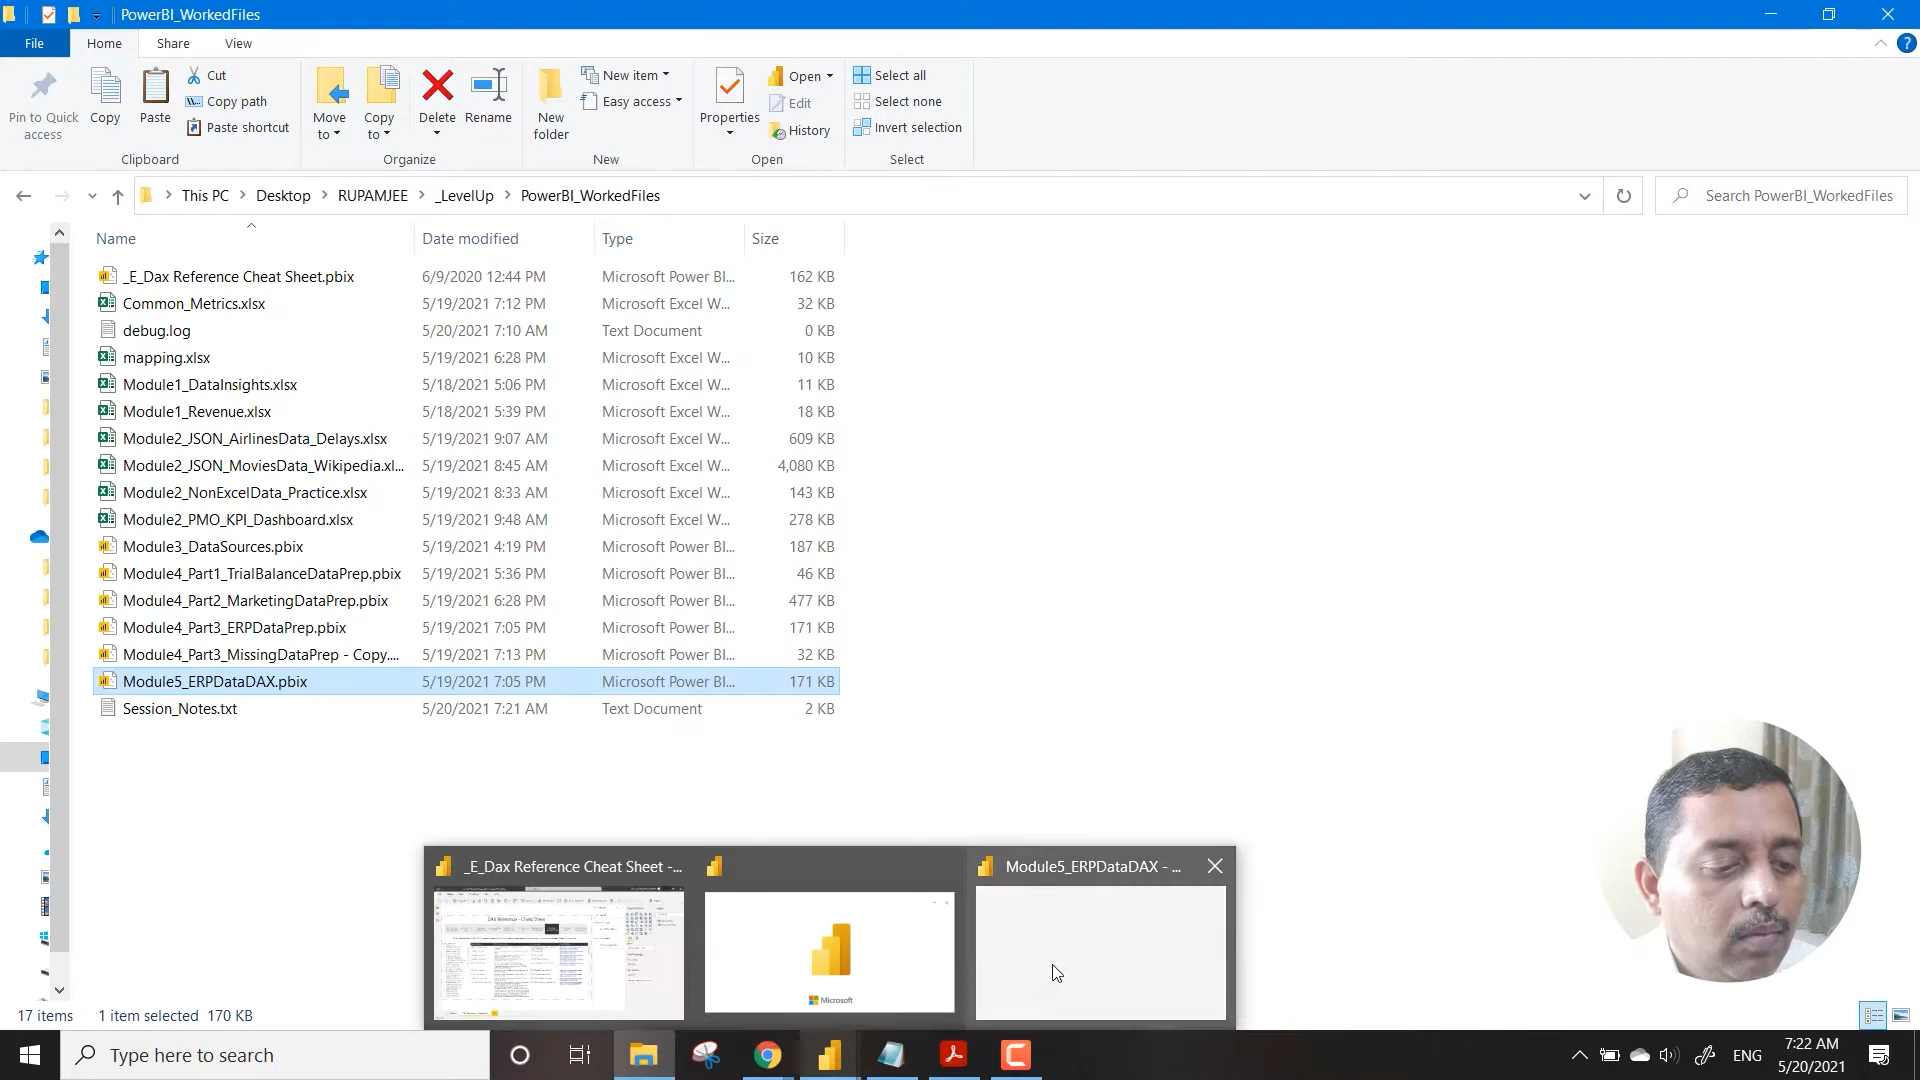 PowerBI_WorkedFiles
File Home Share View
Pin to Quick access
Copy
Paste
Cut
Copy path
Paste shortcut
Clipboard
Move to
Copy to
Delete
Rename
Organize
New folder
New item
Easy access
New
Properties
Open
Edit
History
Open
Select all
Select none
Invert selection
Select
This PC > Desktop > RUPAMJEE > _LevelUp > PowerBI_WorkedFiles
Search PowerBI_WorkedFiles
Name Date modified Type Size
_E_Dax Reference Cheat Sheet.pbix 6/9/2020 12:44 PM Microsoft Power BI... 162 KB
Common_Metrics.xlsx 5/19/2021 7:12 PM Microsoft Excel W... 32 KB
debug.log 5/20/2021 7:10 AM Text Document 0 KB
mapping.xlsx 5/19/2021 6:28 PM Microsoft Excel W... 10 KB
Module1_DataInsights.xlsx 5/18/2021 5:06 PM Microsoft Excel W... 11 KB
Module1_Revenue.xlsx 5/18/2021 5:39 PM Microsoft Excel W... 18 KB
Module2_JSON_AirlinesData_Delays.xlsx 5/19/2021 9:07 AM Microsoft Excel W... 609 KB
Module2_JSON_MoviesData_Wikipedia.xl... 5/19/2021 8:45 AM Microsoft Excel W... 4,080 KB
Module2_NonExcelData_Practice.xlsx 5/19/2021 8:33 AM Microsoft Excel W... 143 KB
Module2_PMO_KPI_Dashboard.xlsx 5/19/2021 9:48 AM Microsoft Excel W... 278 KB
Module3_DataSources.pbix 5/19/2021 4:19 PM Microsoft Power BI... 187 KB
Module4_Part1_TrialBalanceDataPrep.pbix 5/19/2021 5:36 PM Microsoft Power BI... 46 KB
Module4_Part2_MarketingDataPrep.pbix 5/19/2021 6:28 PM Microsoft Power BI... 477 KB
Module4_Part3_ERPDataPrep.pbix 5/19/2021 7:05 PM Microsoft Power BI... 171 KB
Module4_Part3_MissingDataPrep - Copy.... 5/19/2021 7:13 PM Microsoft Power BI... 32 KB
Module5_ERPDataDAX.pbix 5/19/2021 7:05 PM Microsoft Power BI... 171 KB
Session_Notes.txt 5/20/2021 7:21 AM Text Document 2 KB
_E_Dax Reference Cheat Sheet -...
Module5_ERPDataDAX - ...
DAX Reference - Cheat Sheet
Microsoft
17 items 1 item selected 170 KB
Type here to search
ENG
7:22 AM
5/20/2021